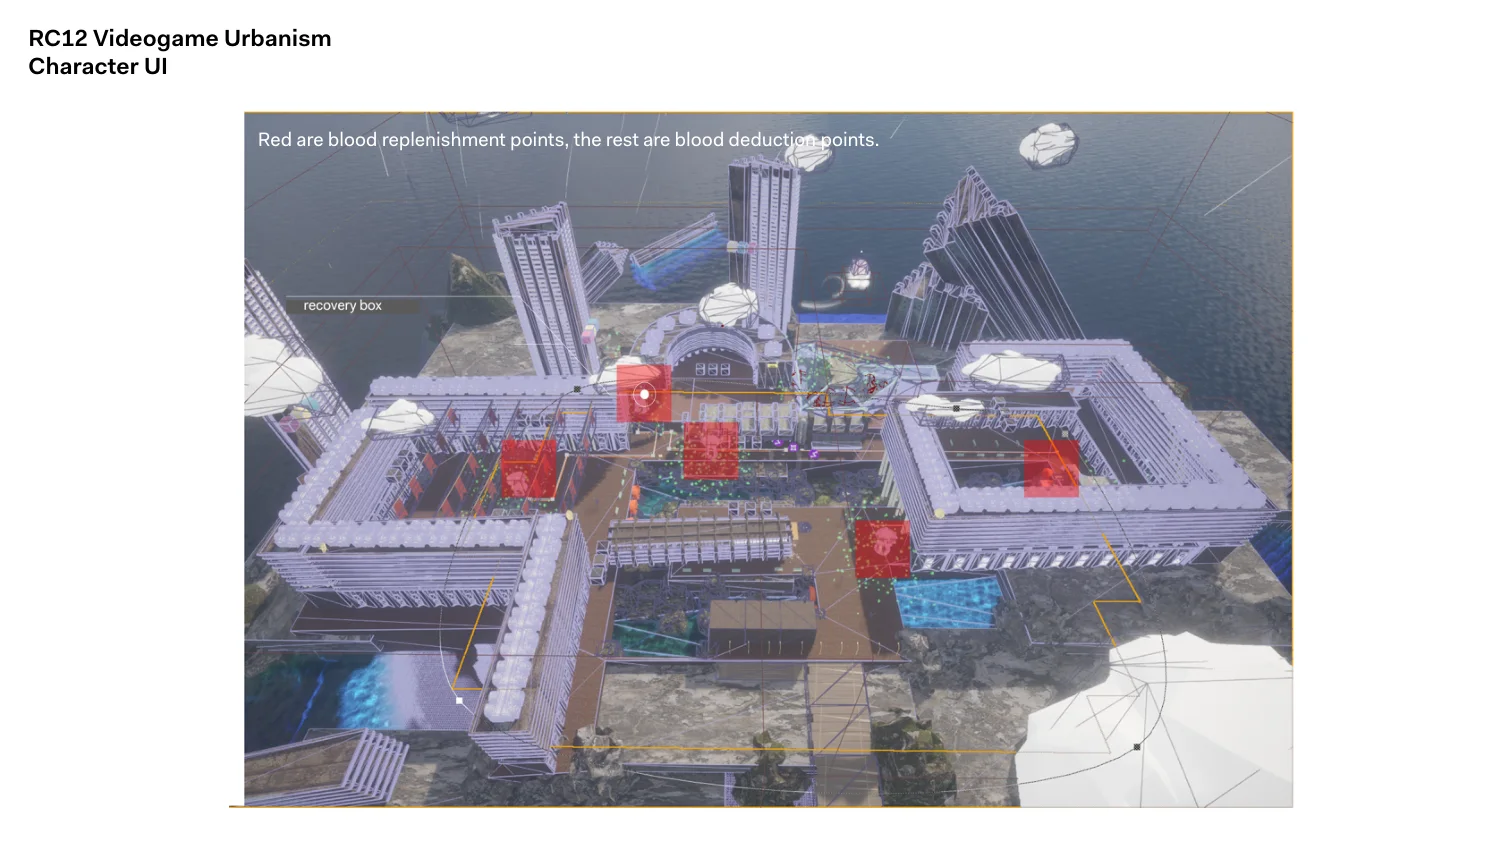 RC12 Videogame Urbanism
Character UI
Red are blood replenishment points, the rest are blood deduction points.
recovery box